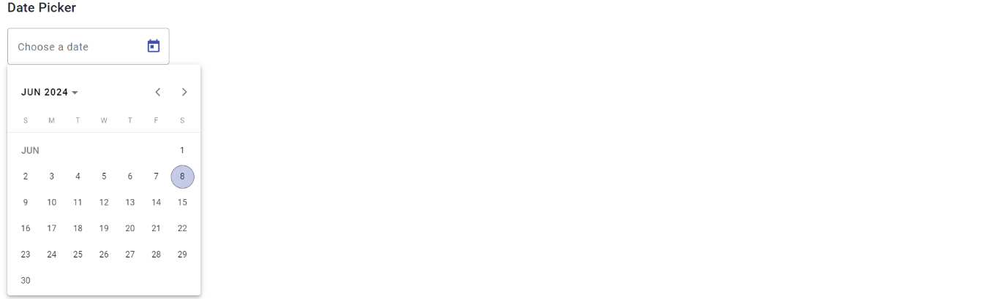 Date Picker
Choose a date
JUN 2024
S M T W T F S
JUN 1
2 3 4 5 6 7 8
9 10 11 12 13 14 15
16 17 18 19 20 21 22
23 24 25 26 27 28 29
30